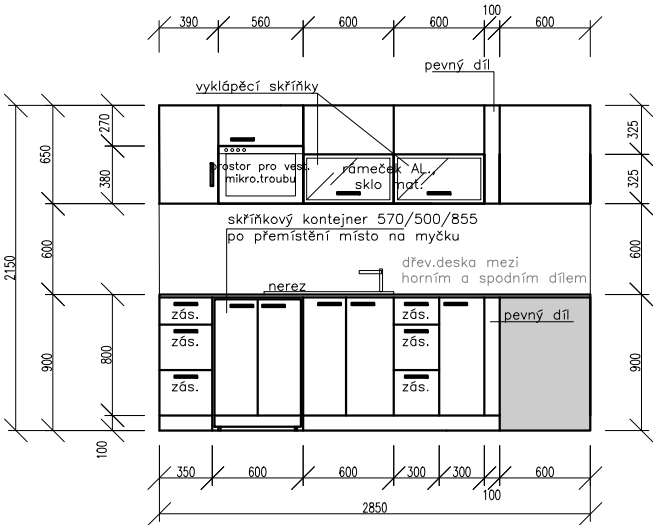 100
390 560 600 600 600
pevný díl
vyklápěcí skříňky
270
325
650
prostor pro vest.
mikro.troubu
rámeček AL.,
sklo mat.
380
325
skříňkový kontejner 570/500/855
po přemístění místo na myčku
600
600
2150
dřev.deska mezi
horním a spodním dílem
nerez
zás.
zás.
pevný díl
zás.
zás.
900
800
900
zás.
zás.
100
350 600 600 300 300 600
100
2850